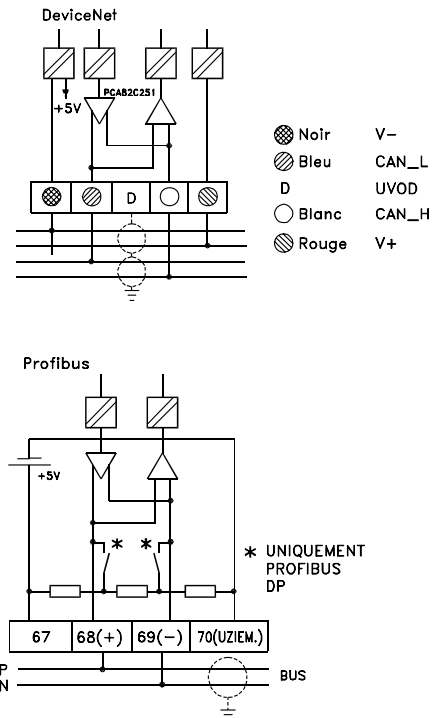 DeviceNet
PCA82C251
+5V
Noir V-
Bleu CAN_L
D UVOD
Blanc CAN_H
Rouge V+
D
Profibus
+5V
* *
* UNIQUEMENT
PROFIBUS
DP
67 68(+) 69(-) 70(UZIEM.)
P
N
BUS